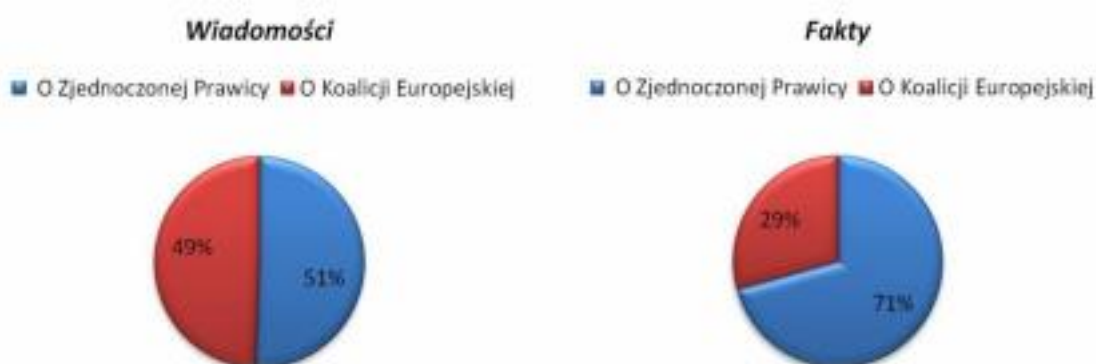 Wiadomości
O Zjednoczonej Prawicy O Koalicji Europejskiej
49%
51%
Fakty
O Zjednoczonej Prawicy O Koalicji Europejskiej
29%
71%